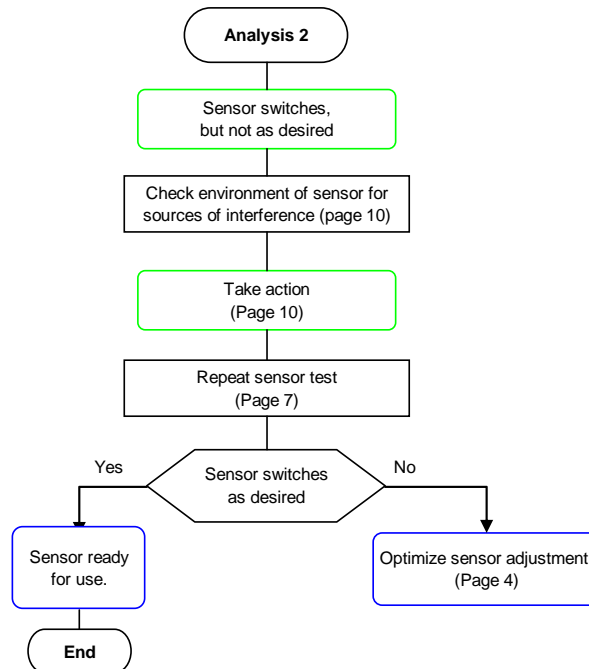 Analysis 2
Sensor switches,
but not as desired
Check environment of sensor for
sources of interference (page 10)
Take action
(Page 10)
Repeat sensor test
(Page 7)
Yes
Sensor switches
as desired
No
Sensor ready
for use.
Optimize sensor adjustment
(Page 4)
End